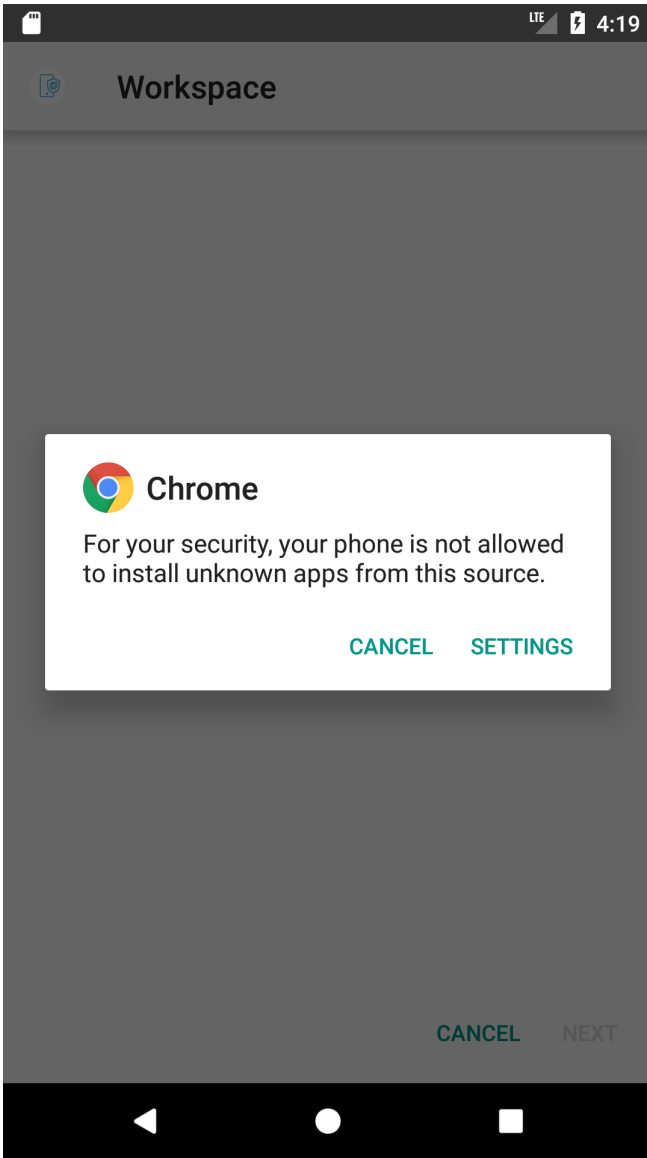 LTE 4:19
Workspace
Chrome
For your security, your phone is not allowed
to install unknown apps from this source.
CANCEL SETTINGS
CANCEL NEXT